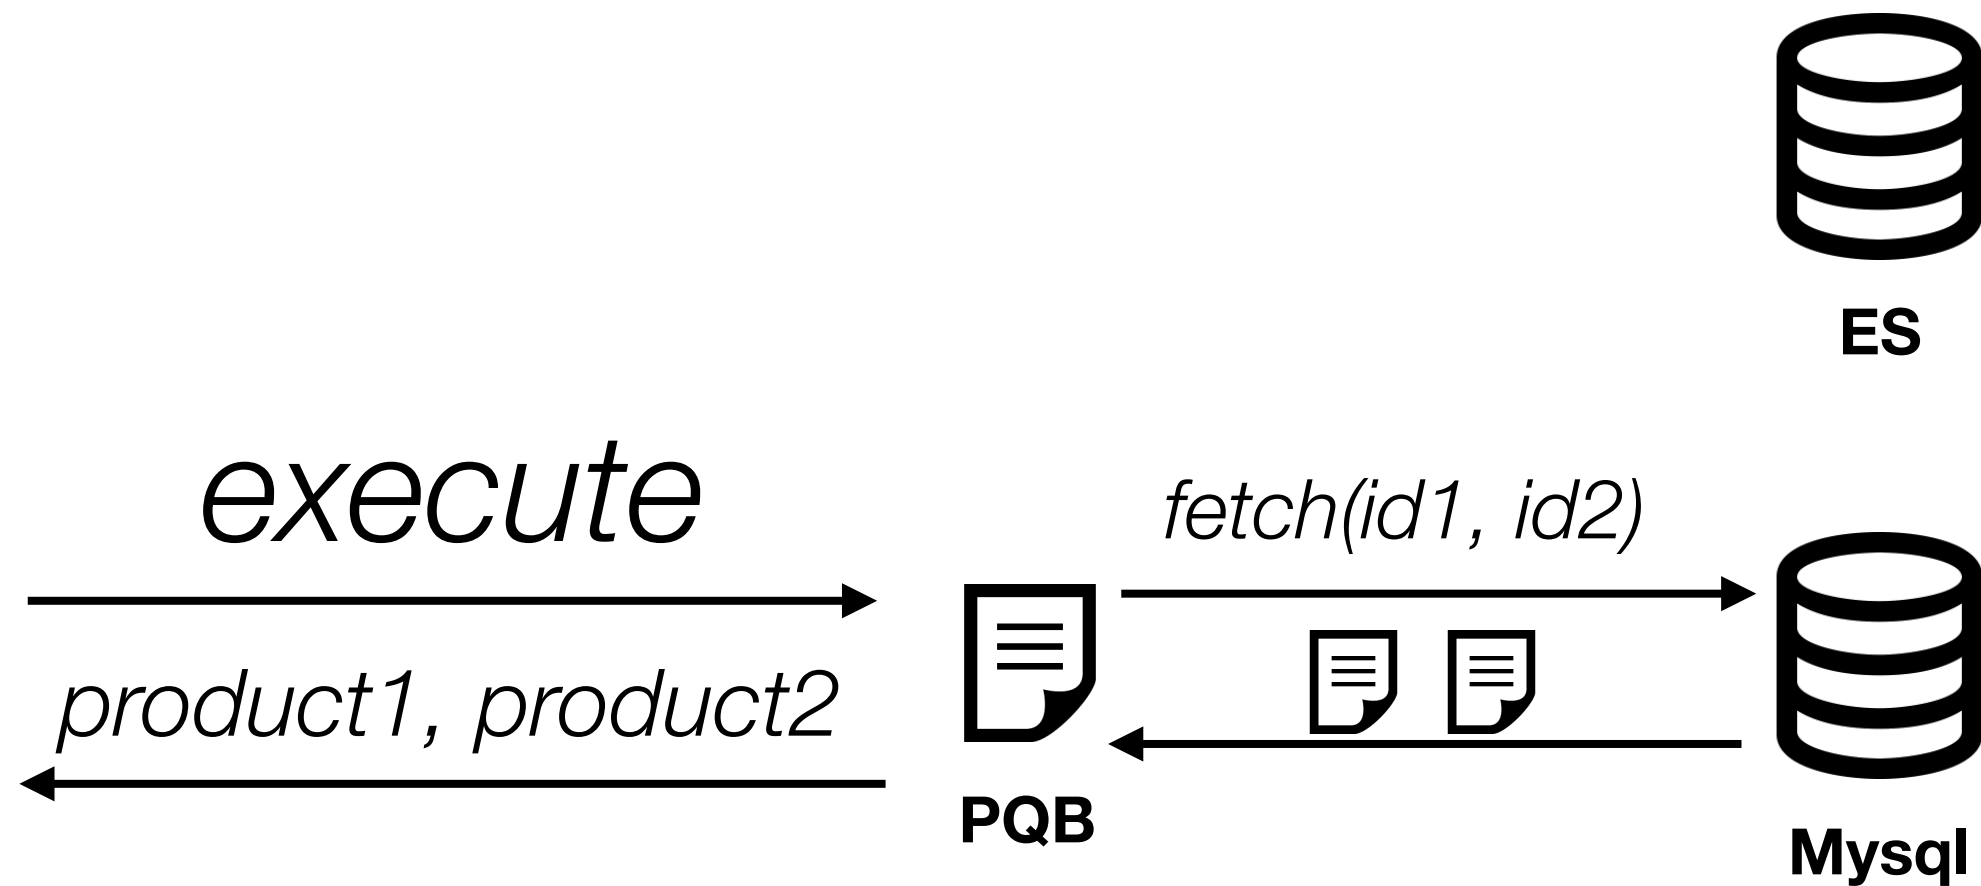 ES
execute
fetch(id1, id2)
product1, product2
PQB
Mysql